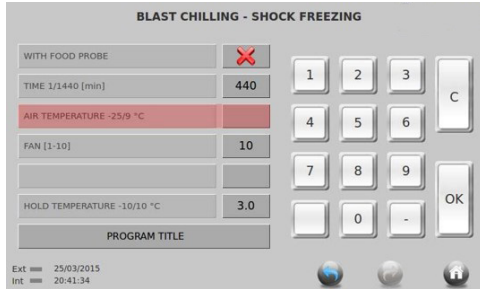 BLAST CHILLING - SHOCK FREEZING
WITH FOOD PROBE
TIME 1/1440 [min] 440
AIR TEMPERATURE -25/9 °C
FAN [1-10] 10
HOLD TEMPERATURE -10/10 °C 3.0
PROGRAM TITLE
1 2 3
C
4 5 6
7 8 9
OK
0 -
Ext 25/03/2015
Int 20:41:34